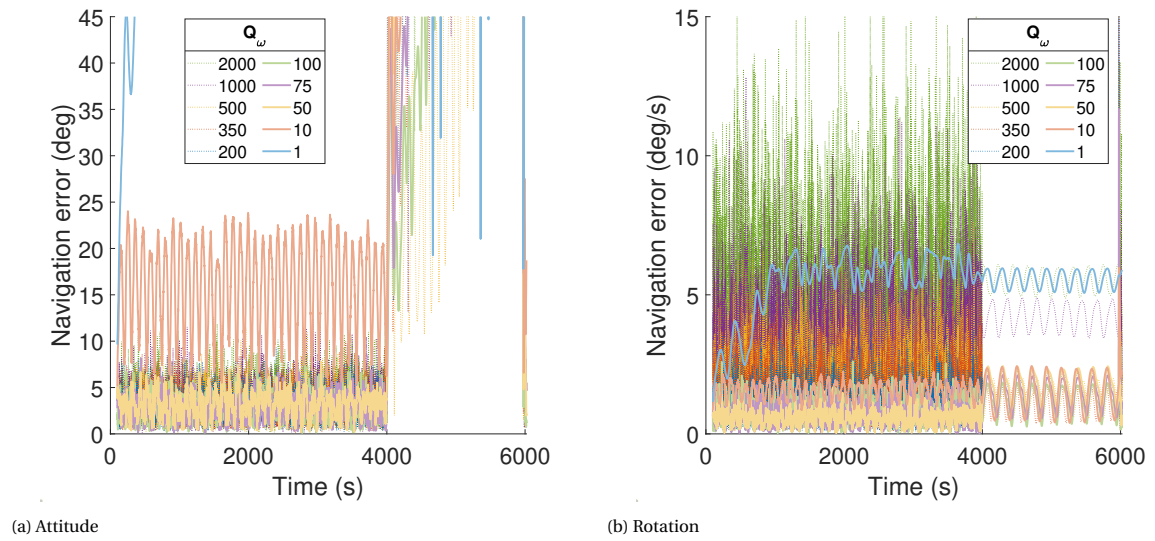 45
40
35
30
25
20
15
10
5
0
Navigation error (deg)
Q ω
2000 100
1000 75
500 50
350 10
200 1
0 2000 4000 6000
Time (s)
(a) Attitude
15
10
5
0
Navigation error (deg/s)
Q ω
2000 100
1000 75
500 50
350 10
200 1
0 2000 4000 6000
Time (s)
(b) Rotation